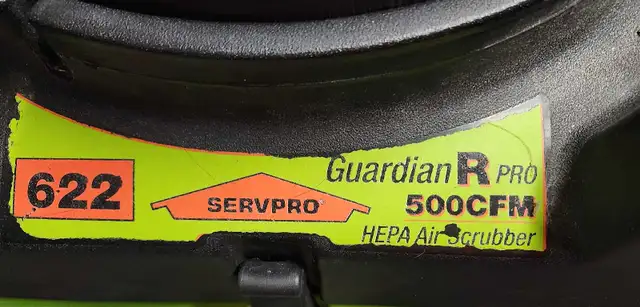 622
SERVPRO
Guardian R PRO
500CFM
HEPA Air Scrubber